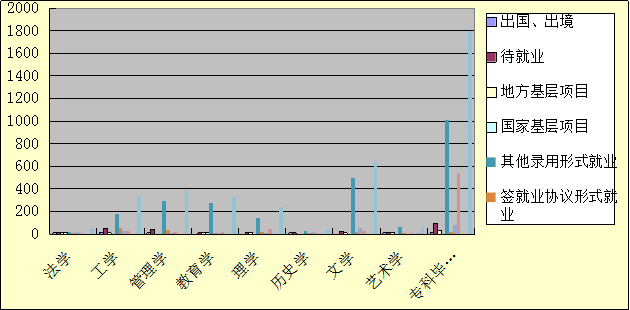 2000
1800
1600
1400
1200
1000
800
600
400
200
0
法学
工学
管理学
教育学
理学
历史学
文学
艺术学
专科毕…
出国、出境
待就业
地方基层项目
国家基层项目
其他录用形式就业
签就业协议形式就
业